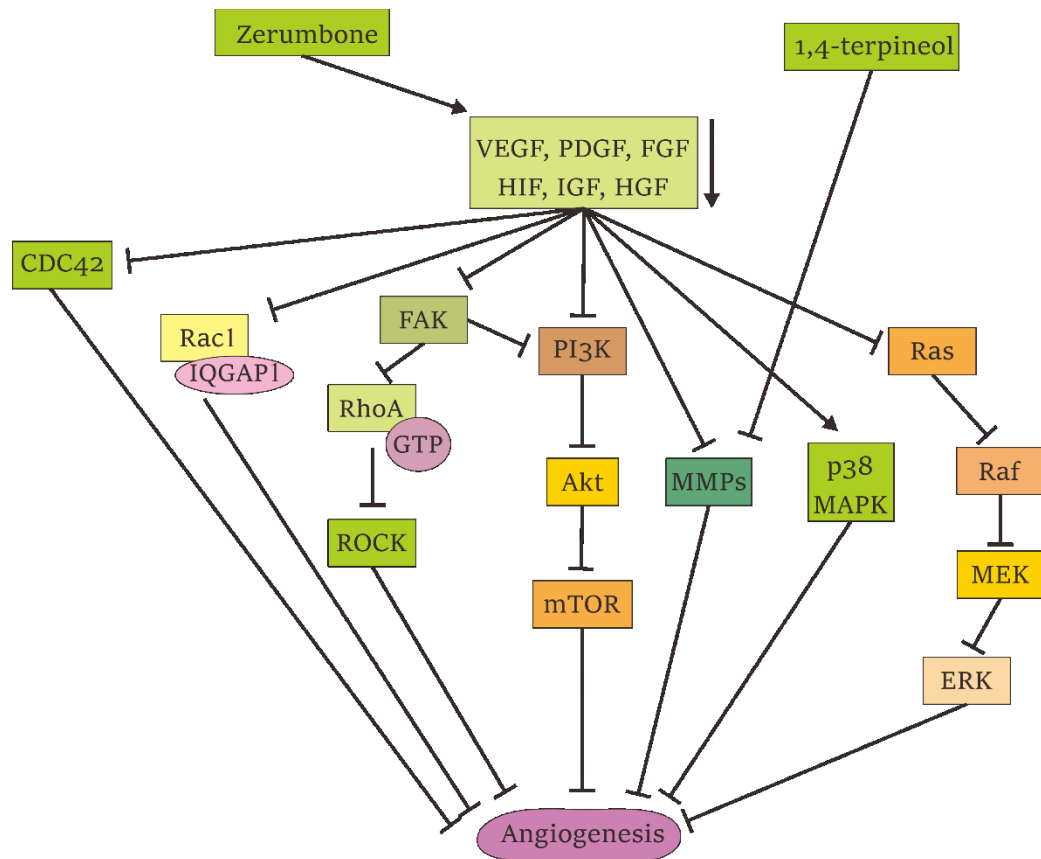 Zerumbone
1,4-terpineol
VEGF, PDGF, FGF
HIF, IGF, HGF
CDC42
Rac1
IQGAP1
FAK
PI3K
Ras
RhoA
GTP
Akt
MMPs
p38
MAPK
Raf
ROCK
mTOR
MEK
ERK
Angiogenesis